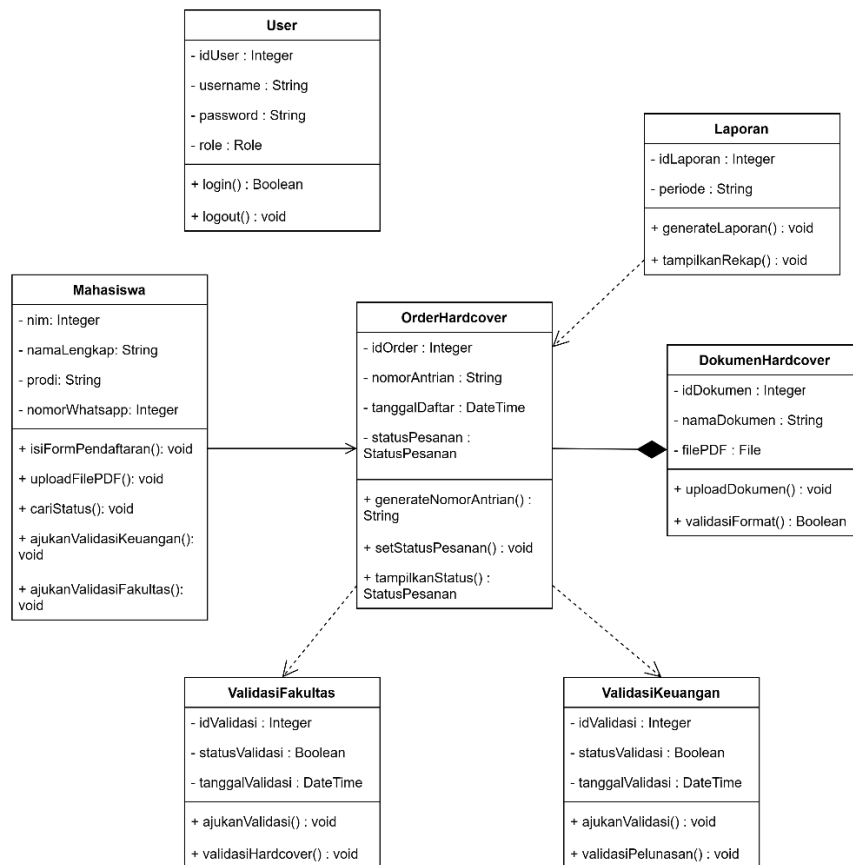 User
- idUser : Integer
- username : String
- password : String
- role : Role
+ login() : Boolean
+ logout() : void
Laporan
- idLaporan : Integer
- periode : String
+ generateLaporan() : void
+ tampilkanRekap() : void
Mahasiswa
- nim: Integer
- namaLengkap: String
- prodi: String
- nomorWhatsapp: Integer
+ isiFormPendaftaran(): void
+ uploadFilePDF(): void
+ cariStatus(): void
+ ajukanValidasiKeuangan():
void
+ ajukanValidasiFakultas():
void
OrderHardcover
- idOrder : Integer
- nomorAntrian : String
- tanggalDaftar : DateTime
- statusPesanan :
StatusPesanan
+ generateNomorAntrian() :
String
+ setStatusPesanan() : void
+ tampilkanStatus() :
StatusPesanan
DokumenHardcover
- idDokumen : Integer
- namaDokumen : String
- filePDF : File
+ uploadDokumen() : void
+ validasiFormat() : Boolean
ValidasiFakultas
- idValidasi : Integer
- statusValidasi : Boolean
- tanggalValidasi : DateTime
+ ajukanValidasi() : void
+ validasiHardcover() : void
ValidasiKeuangan
- idValidasi : Integer
- statusValidasi : Boolean
- tanggalValidasi : DateTime
+ ajukanValidasi() : void
+ validasiPelunasan() : void